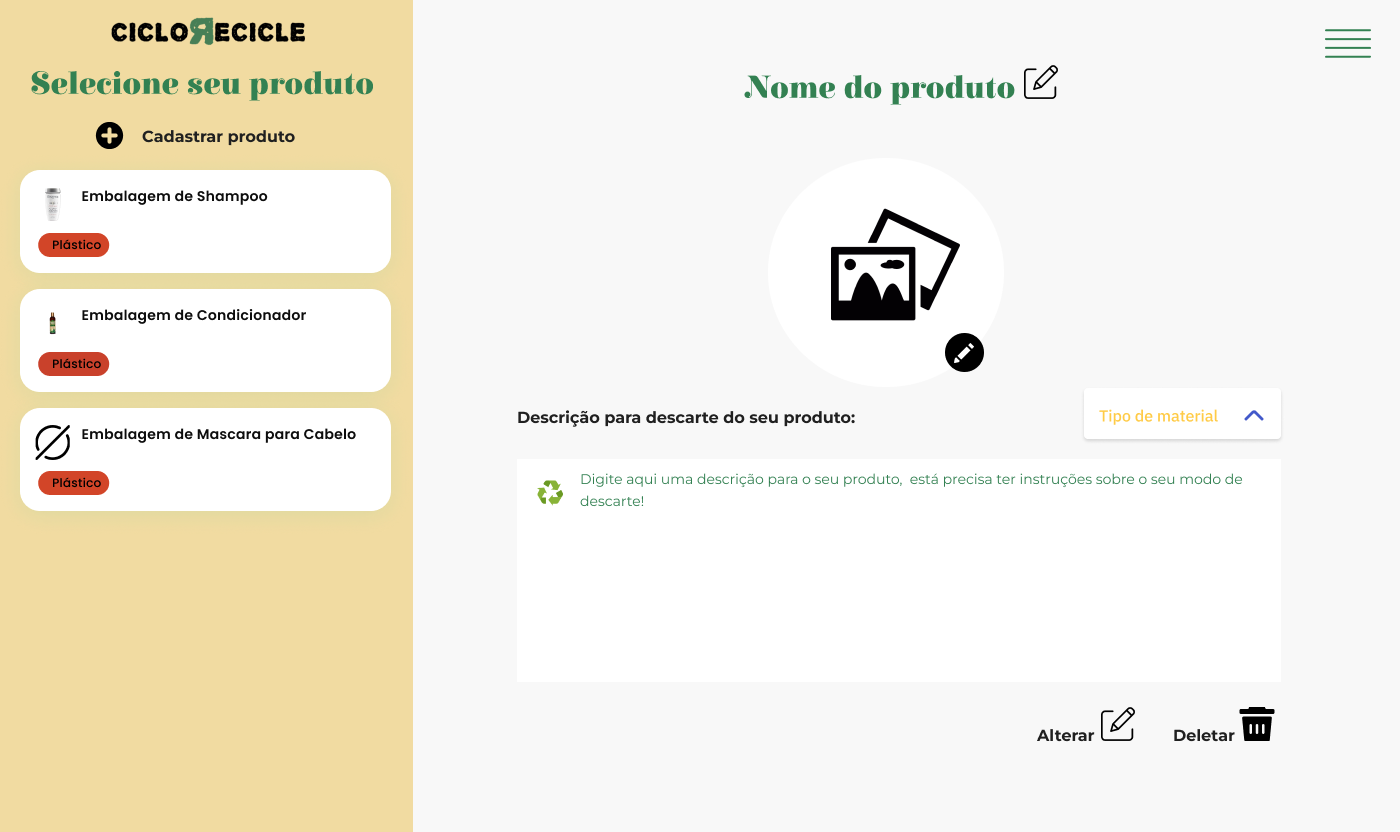 CICLORECICLE
Selecione seu produto
Cadastrar produto
Embalagem de Shampoo
Plástico
Embalagem de Condicionador
Plástico
Embalagem de Mascara para Cabelo
Plástico
Nome do produto
Descrição para descarte do seu produto:
Tipo de material
Digite aqui uma descrição para o seu produto,  está precisa ter instruções sobre o seu modo de
descarte!
Alterar
Deletar